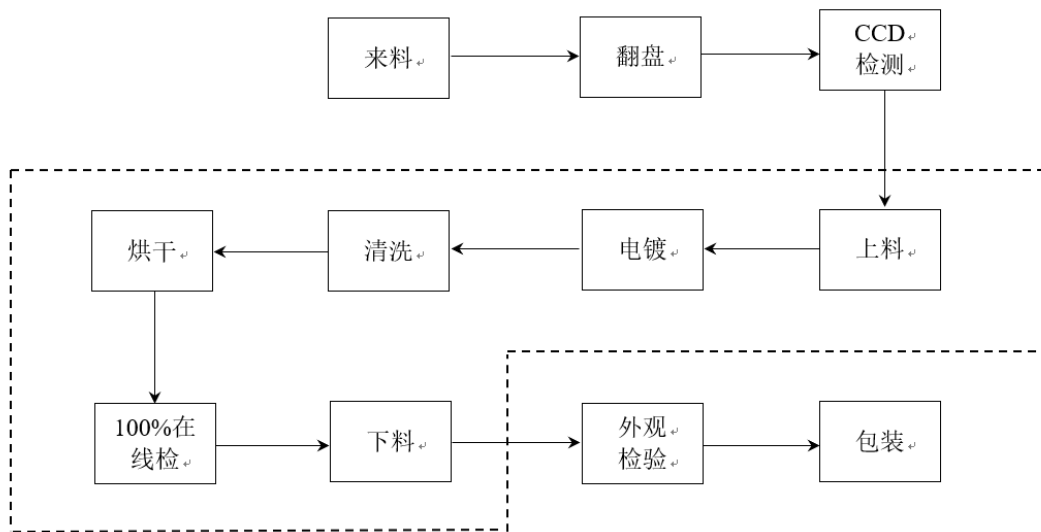 来料
翻盘
CCD
检测
上料
电镀
清洗
烘干
100%在
线检
下料
外观
检验
包装